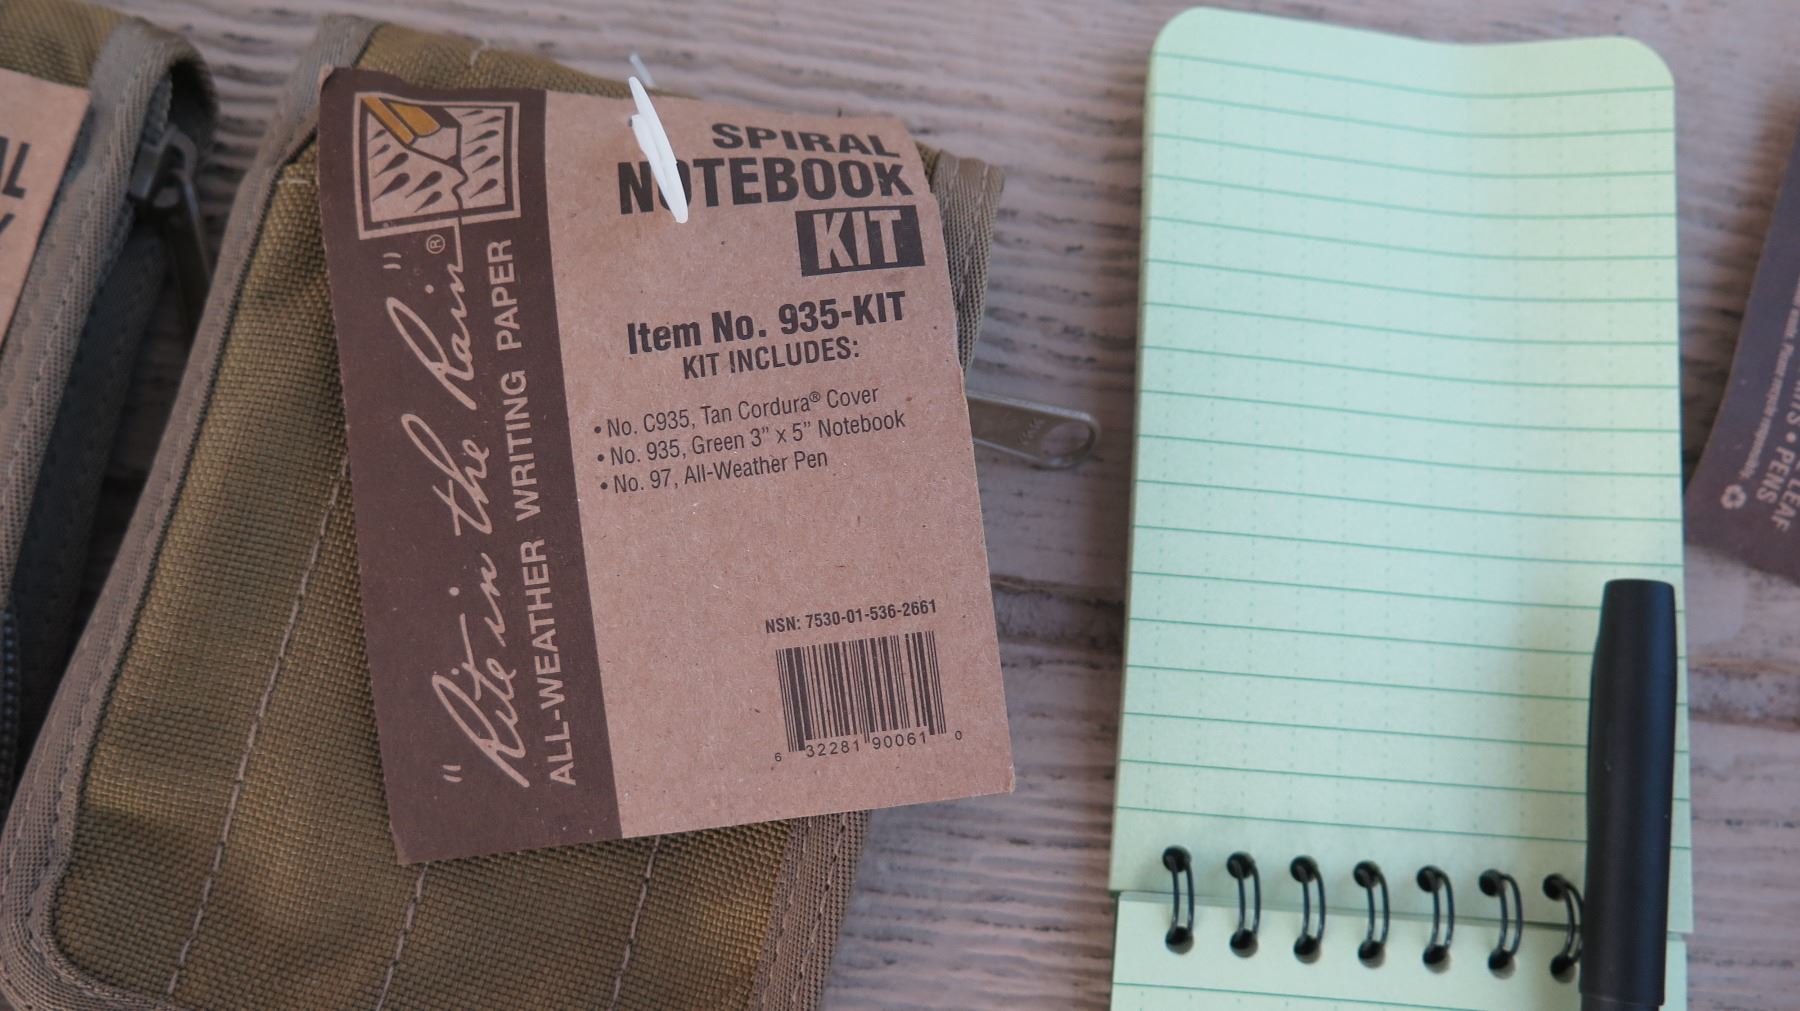 SPIRAL
NOTEBOOK
KIT
Item No. 935-KIT
KIT INCLUDES:
• No. C935, Tan Cordura® Cover
• No. 935, Green 3” x 5” Notebook
• No. 97, All-Weather Pen
NSN: 7530-01-536-2661
6 32281 90061 0
"Rite in the Rain"®
ALL-WEATHER WRITING PAPER
LEAF
• PENS